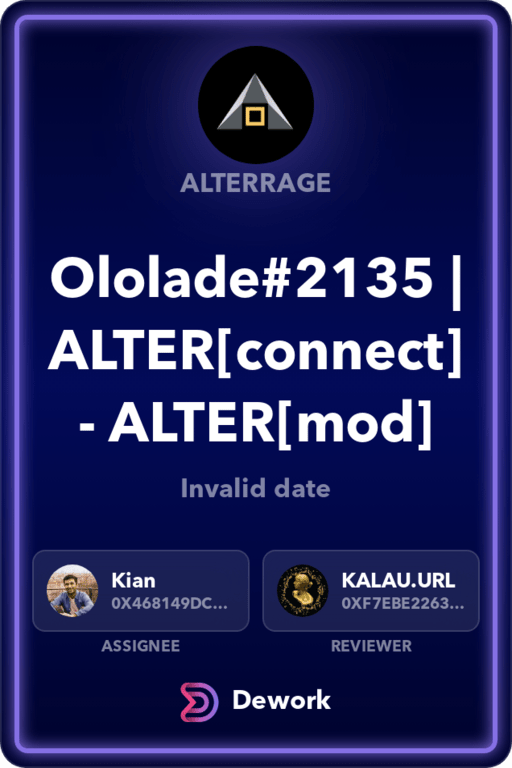 ALTERRAGE
Ololade#2135 |
ALTER[connect]
- ALTER[mod]
Invalid date
Kian
0X468149DC...
KALAU.URL
0XF7EBE2263...
ASSIGNEE
REVIEWER
Dework